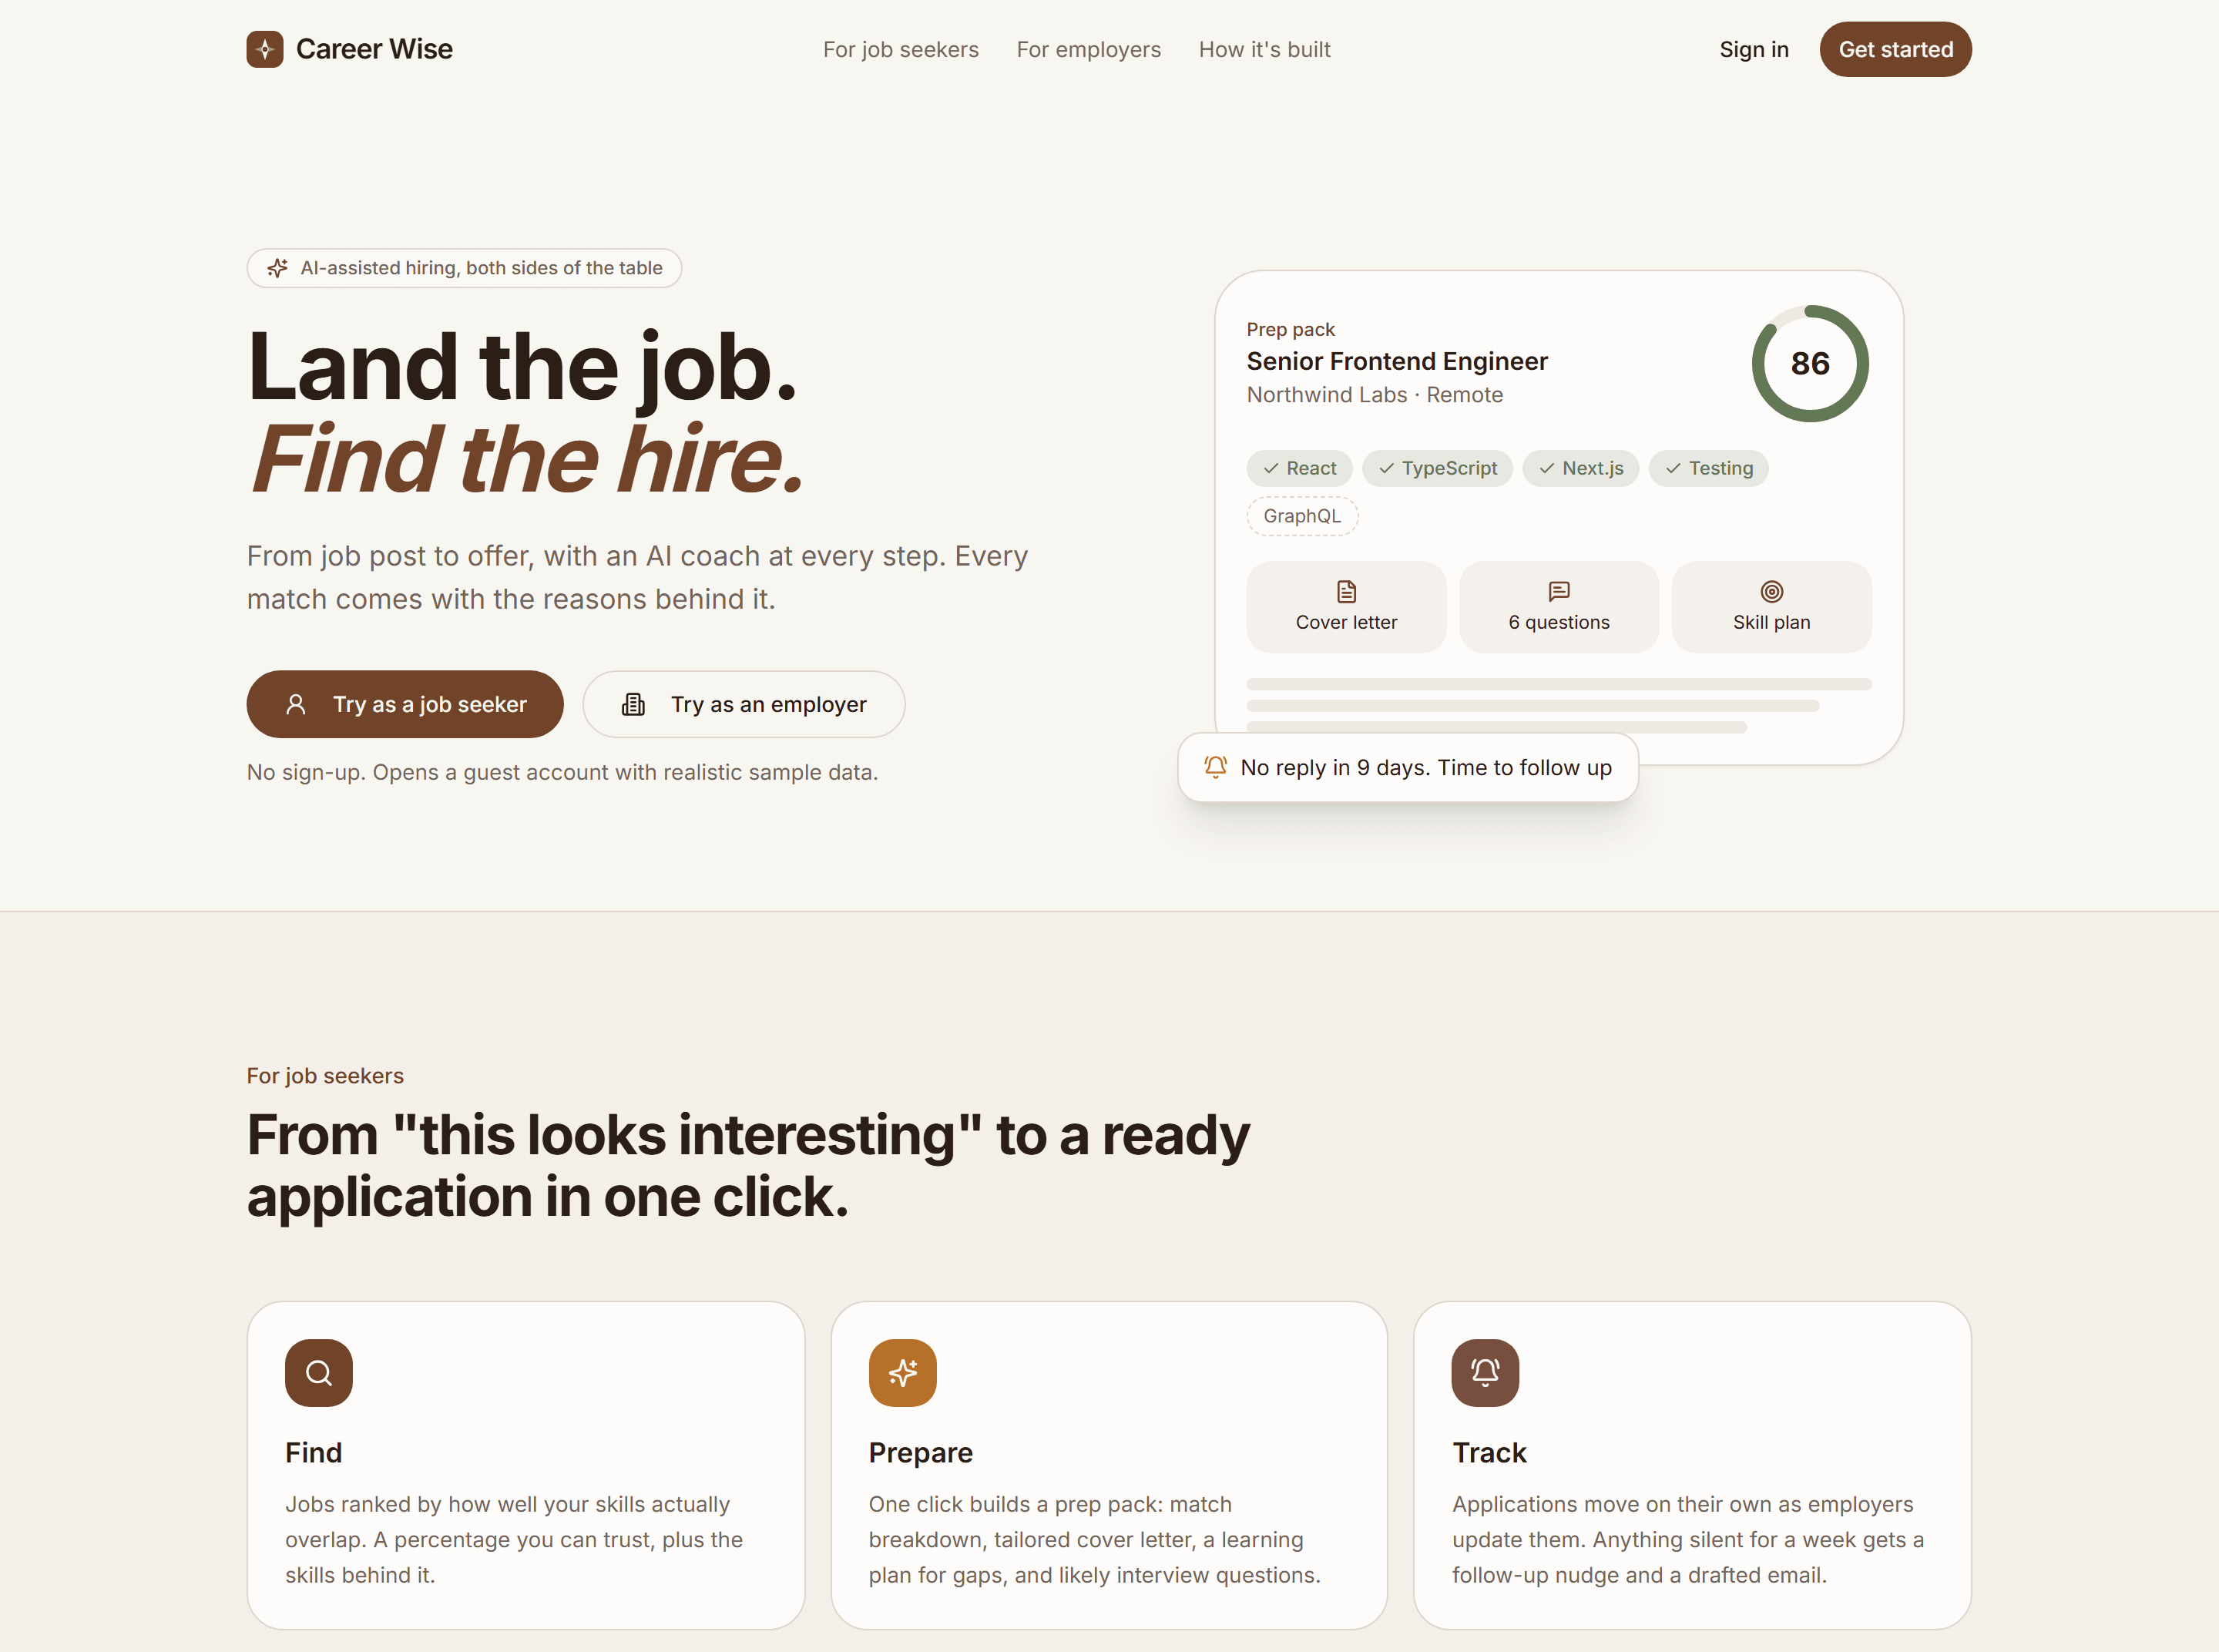 Career Wise
For job seekers
For employers
How it's built
Sign in
Get started
AI-assisted hiring, both sides of the table
Land the job.
Find the hire.
From job post to offer, with an AI coach at every step. Every
match comes with the reasons behind it.
Try as a job seeker
Try as an employer
No sign-up. Opens a guest account with realistic sample data.
Prep pack
Senior Frontend Engineer
Northwind Labs · Remote
86
React
TypeScript
Next.js
Testing
GraphQL
Cover letter
6 questions
Skill plan
No reply in 9 days. Time to follow up
For job seekers
From "this looks interesting" to a ready
application in one click.
Find
Jobs ranked by how well your skills actually
overlap. A percentage you can trust, plus the
skills behind it.
Prepare
One click builds a prep pack: match
breakdown, tailored cover letter, a learning
plan for gaps, and likely interview questions.
Track
Applications move on their own as employers
update them. Anything silent for a week gets a
follow-up nudge and a drafted email.